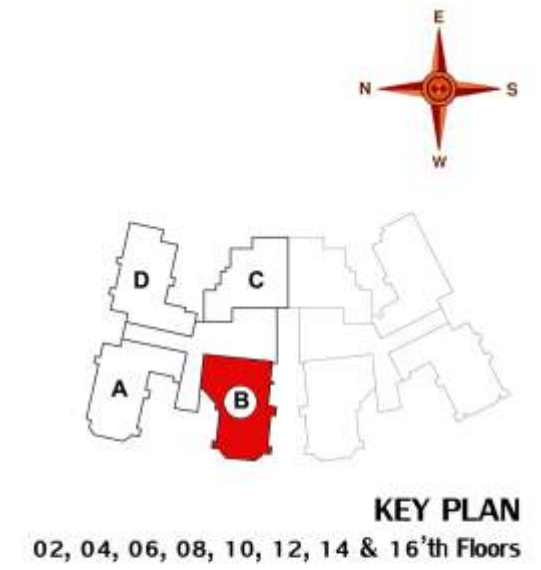 E
N S
W
D C
A B
KEY PLAN
02, 04, 06, 08, 10, 12, 14 & 16'th Floors